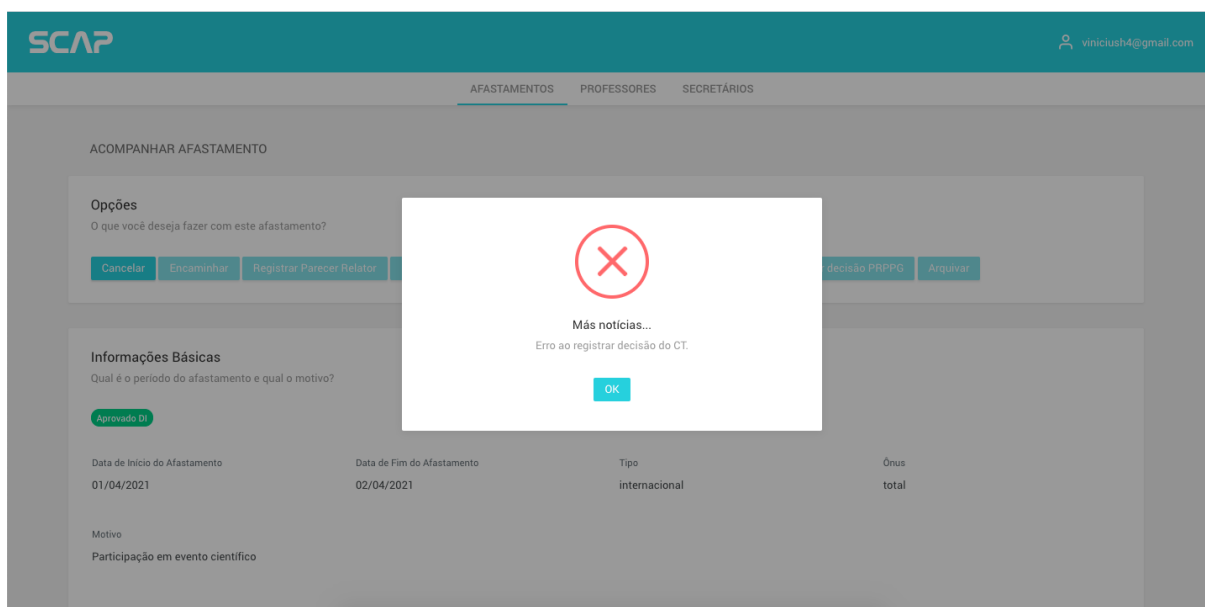 SCAP
viniciush4@gmail.com
AFASTAMENTOS PROFESSORES SECRETÁRIOS
ACOMPANHAR AFASTAMENTO
Opções
O que você deseja fazer com este afastamento?
Cancelar Encaminhar Registrar Parecer Relator decisão PRPPG Arquivar
Más notícias...
Erro ao registrar decisão do CT.
OK
Informações Básicas
Qual é o período do afastamento e qual o motivo?
Aprovado DI
Data de Início do Afastamento Data de Fim do Afastamento Tipo Ônus
01/04/2021 02/04/2021 internacional total
Motivo
Participação em evento científico